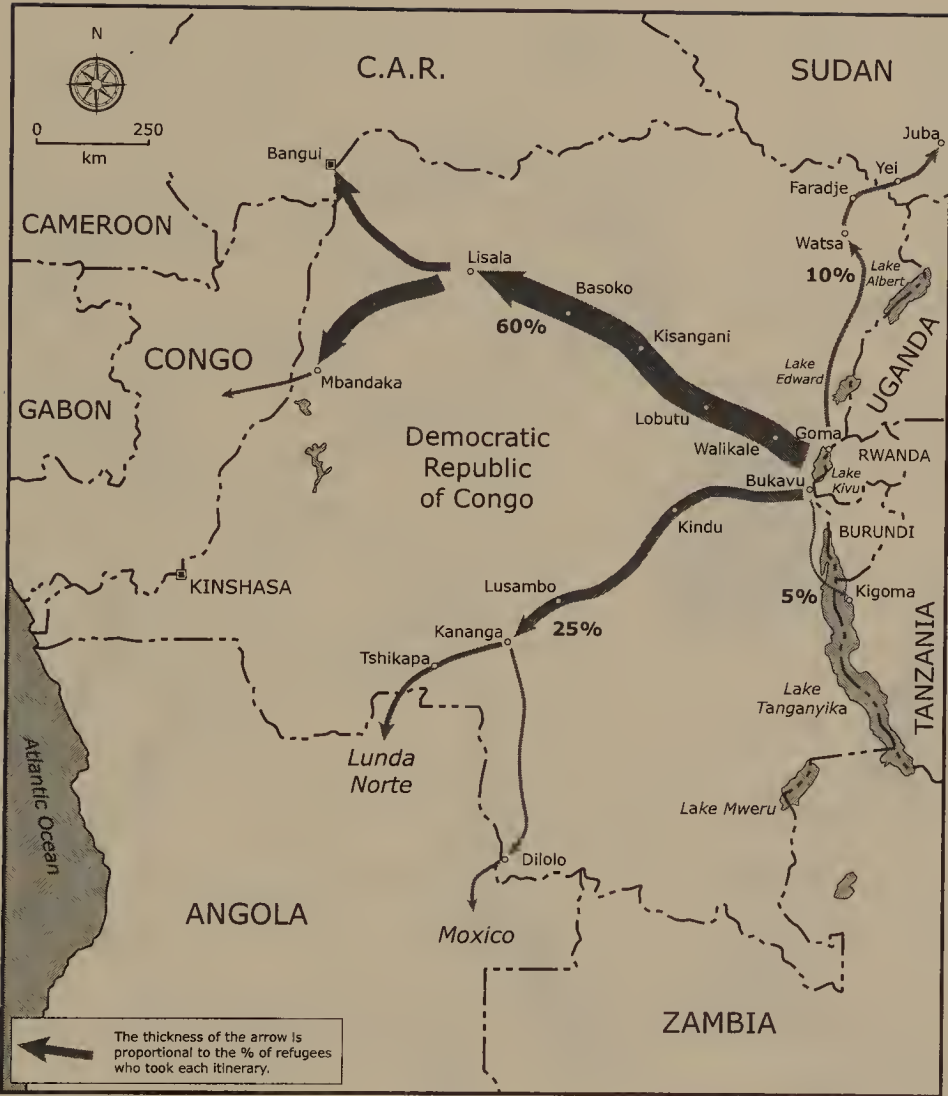 N
0 250
km
C.A.R.
SUDAN
Juba
Bangui
Yei
Faradje
CAMEROON
Watsa
Lisala
10%
Lake
Albert
Basoko
60%
Kisangani
UGANDA
CONGO
Mbandaka
Lake
Edward
GABON
Lobutu
Democratic
Republic
of Congo
Walikale
Goma
RWANDA
Bukavu
Lake
Kivu
Kindu
BURUNDI
KINSHASA
Lusambo
5%
Kigoma
25%
Kananga
Tshikapa
TANZANIA
Lake
Tanganyika
Lunda
Norte
Atlantic Ocean
Lake Mweru
Dilolo
ANGOLA
Moxico
ZAMBIA
The thickness of the arrow is
proportional to the % of refugees
who took each itinerary.